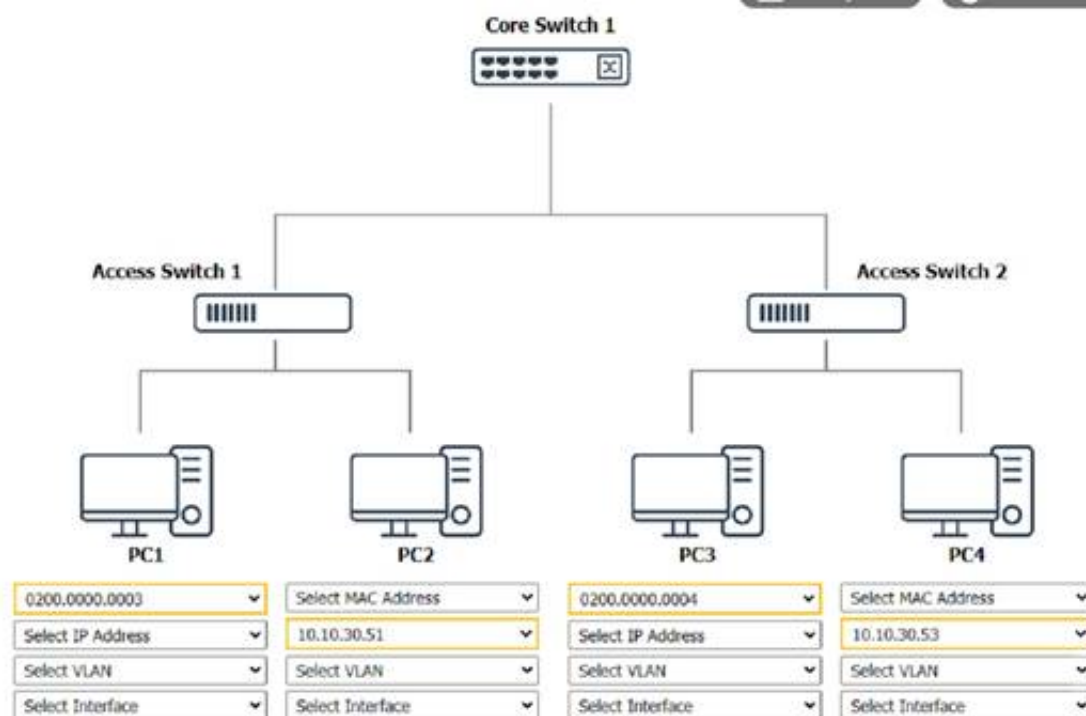 Core Switch 1
Access Switch 1
Access Switch 2
PC1
PC2
PC3
PC4
0200.0000.0003
Select MAC Address
0200.0000.0004
Select MAC Address
Select IP Address
10.10.30.51
Select IP Address
10.10.30.53
Select VLAN
Select VLAN
Select VLAN
Select VLAN
Select Interface
Select Interface
Select Interface
Select Interface